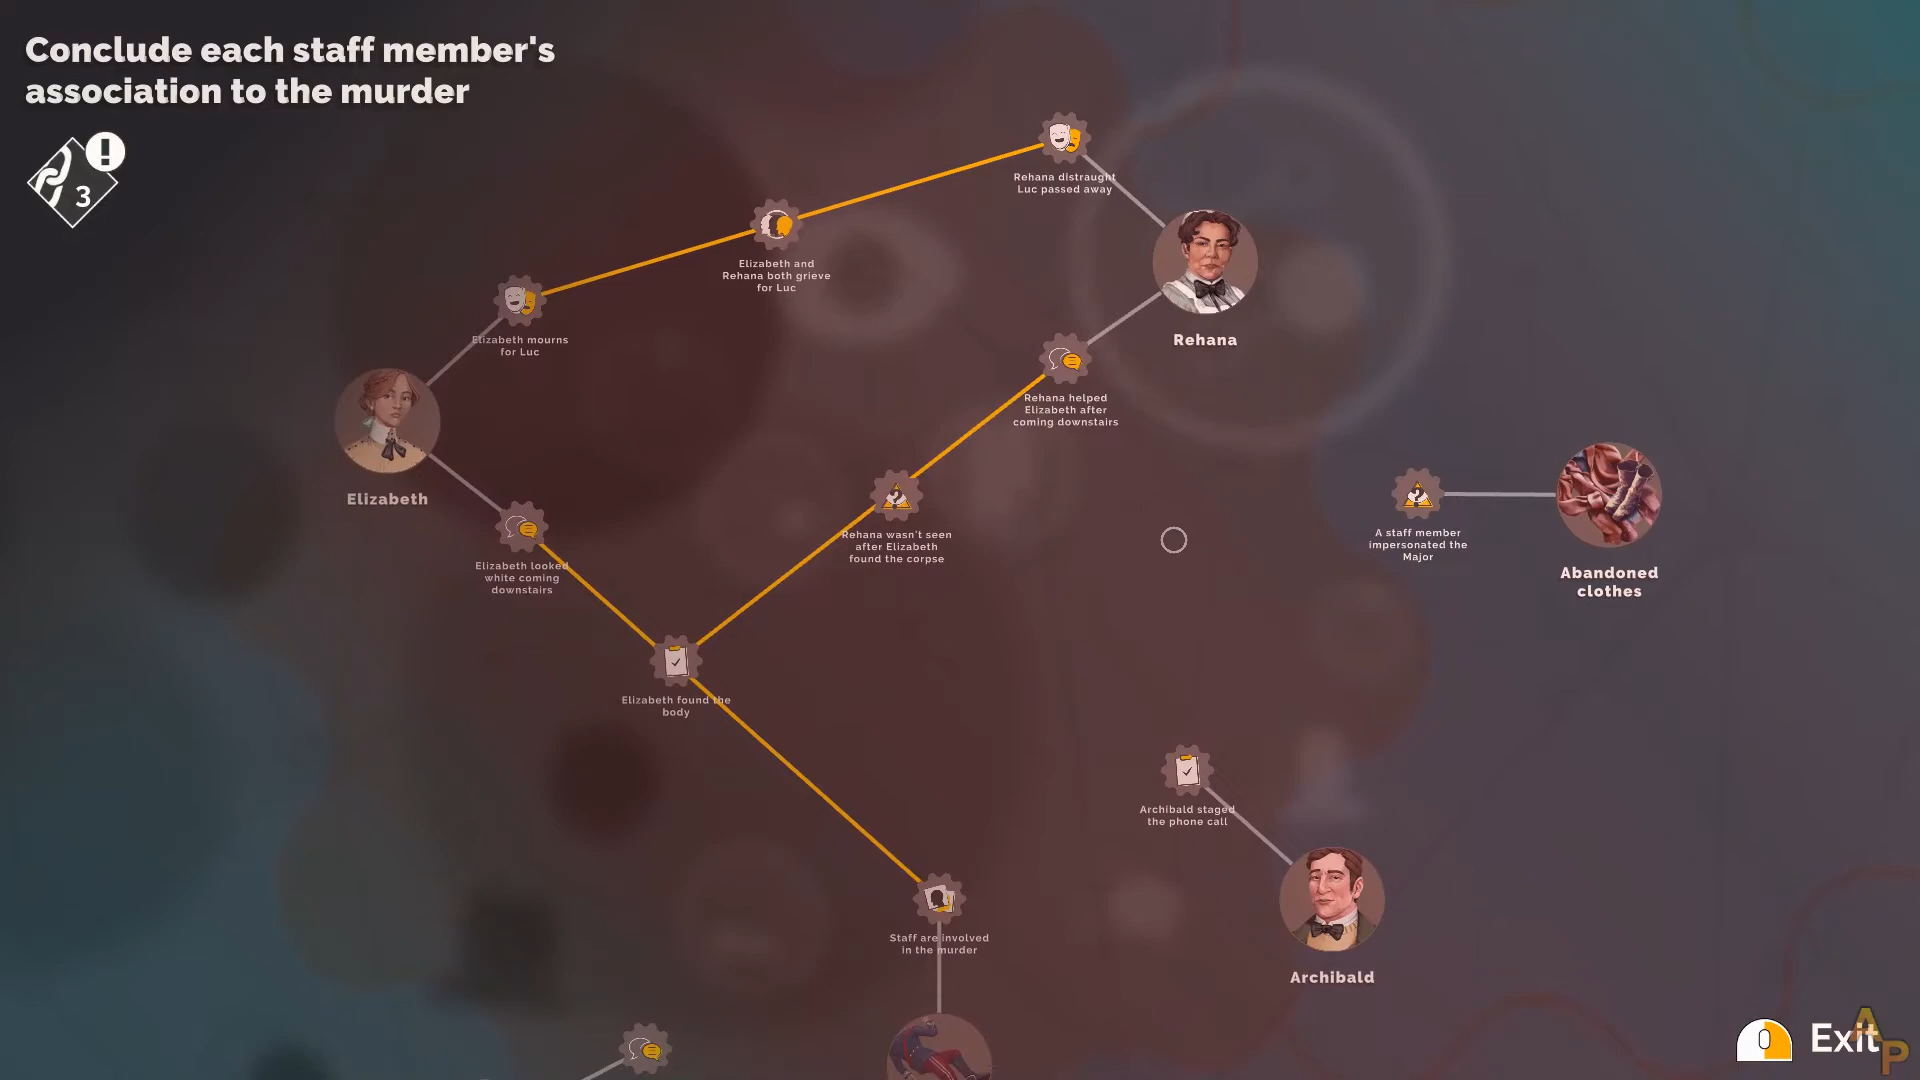 Conclude each staff member's
association to the murder
3
Rehana distraught
Luc passed away
Elizabeth and
Rehana both grieve
for Luc
Elizabeth mourns
for Luc
Rehana
Elizabeth
Rehana helped
Elizabeth after
coming downstairs
Rehana wasn't seen
after Elizabeth
found the corpse
A staff member
impersonated the
Major
Abandoned
clothes
Elizabeth looked
white coming
downstairs
Elizabeth found the
body
Archibald staged
the phone call
Staff are involved
in the murder
Archibald
Exit
AP